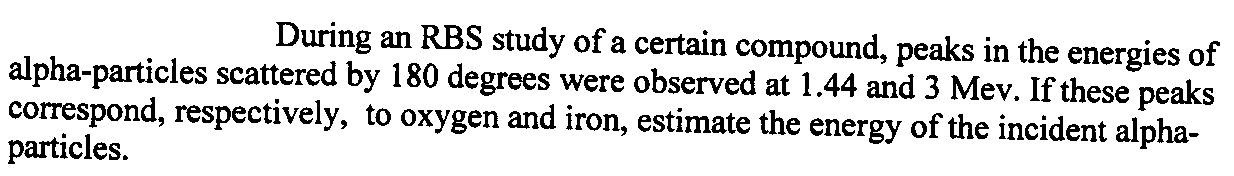 During an RBS study of a certain compound, peaks in the energies of
alpha-particles scattered by 180 degrees were observed at 1.44 and 3 Mev. If these peaks
correspond, respectively, to oxygen and iron, estimate the energy of the incident alpha-
particles.